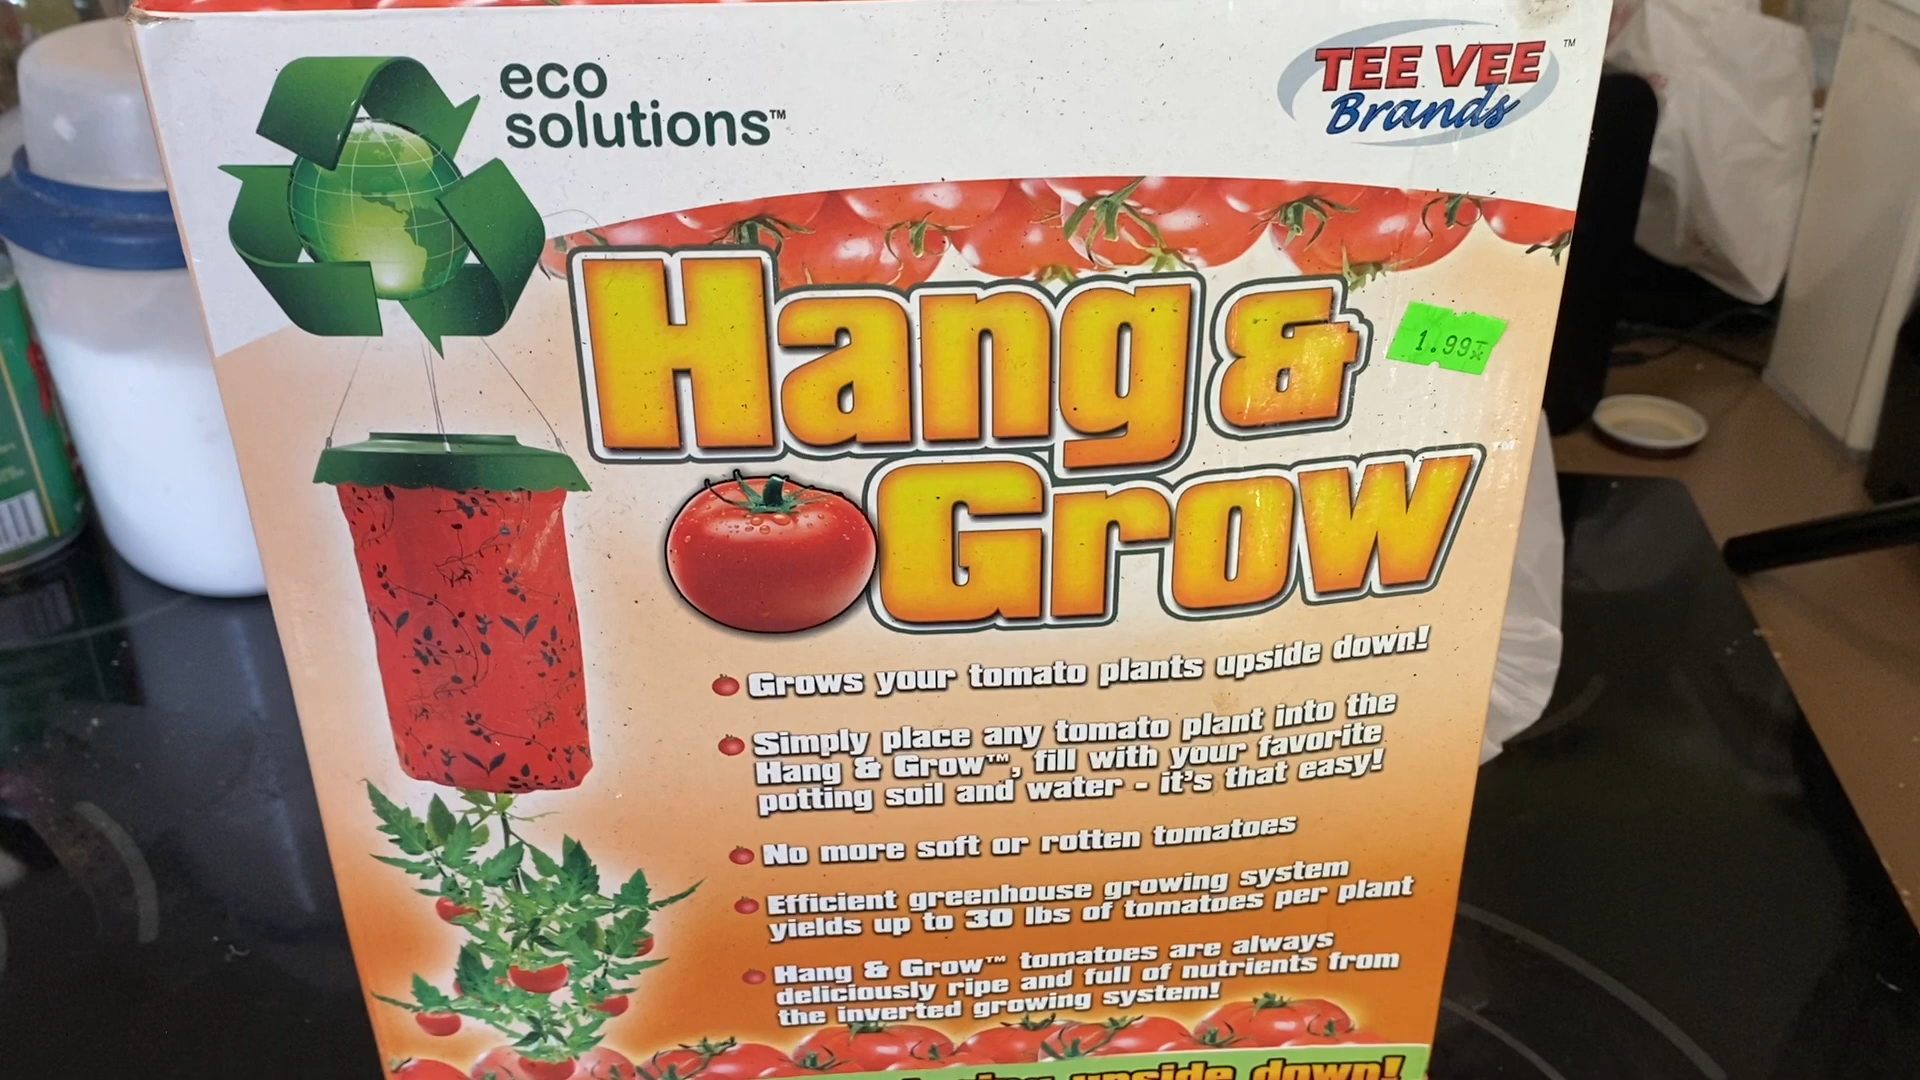 eco
solutions™
TEE VEE™
Brands
Hang &
Grow™
1.99
Grows your tomato plants upside down!
Simply place any tomato plant into the
Hang & Grow™, fill with your favorite
potting soil and water - it's that easy!
No more soft or rotten tomatoes
Efficient greenhouse growing system
yields up to 30 lbs of tomatoes per plant
Hang & Grow™ tomatoes are always
deliciously ripe and full of nutrients from
the inverted growing system!
upside down!